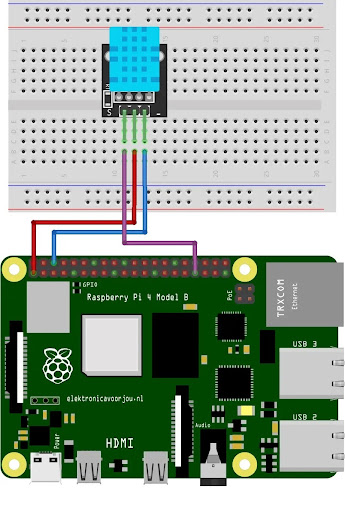 S
-
GPIO
Raspberry Pi 4 Model B
PoE
TRXCOM
Ethernet
USB 3
elektronicavoorjou.nl
USB 2
Power
HDMI
Audio